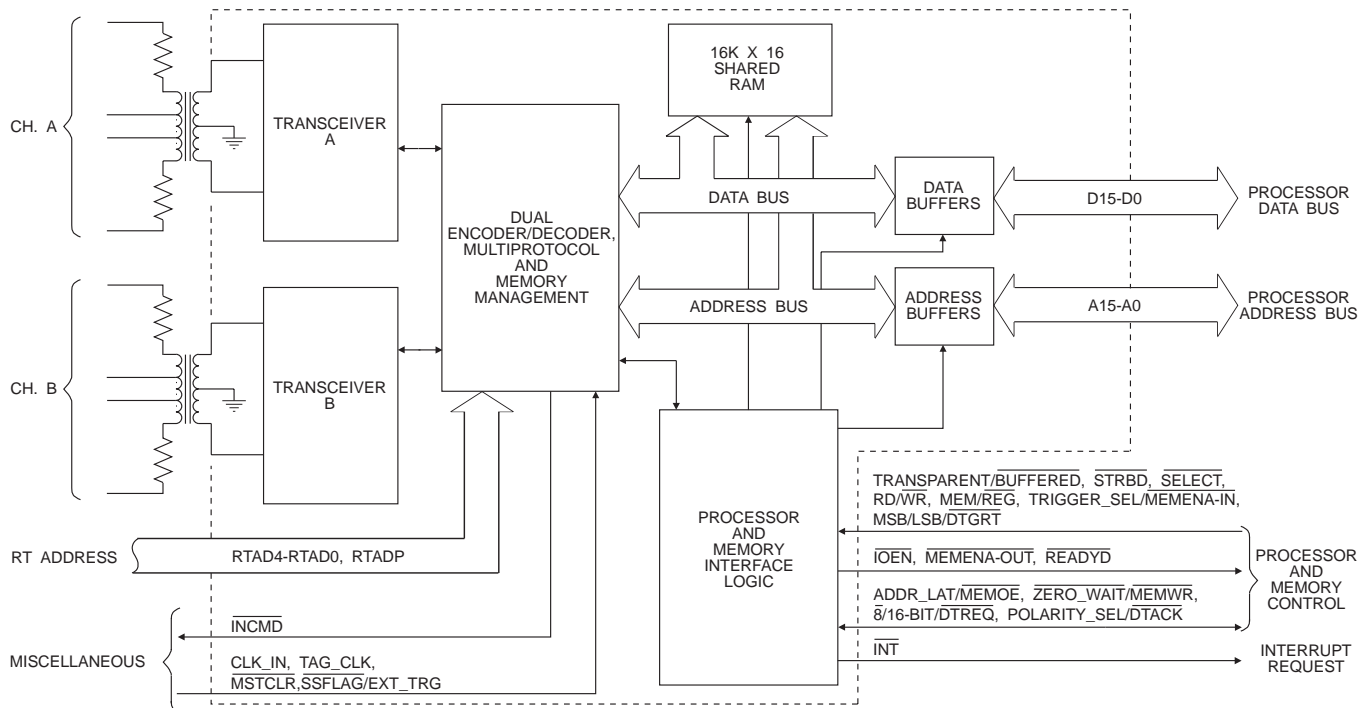 CH. A
TRANSCEIVER
A
CH. B
TRANSCEIVER
B
DUAL
ENCODER/DECODER,
MULTIPROTOCOL
AND
MEMORY
MANAGEMENT
16K X 16
SHARED
RAM
DATA BUS
DATA
BUFFERS
D15-D0
PROCESSOR
DATA BUS
ADDRESS BUS
ADDRESS
BUFFERS
A15-A0
PROCESSOR
ADDRESS BUS
PROCESSOR
AND
MEMORY
INTERFACE
LOGIC
TRANSPARENT/BUFFERED, STRBD, SELECT,
RD/WR, MEM/REG, TRIGGER_SEL/MEMENA-IN,
MSB/LSB/DTGRT
IOEN, MEMENA-OUT, READYD
ADDR_LAT/MEMOE, ZERO_WAIT/MEMWR,
8/16-BIT/DTREQ, POLARITY_SEL/DTACK
PROCESSOR
AND
MEMORY
CONTROL
INT
INTERRUPT
REQUEST
RT ADDRESS
RTAD4-RTAD0, RTADP
MISCELLANEOUS
INCMD
CLK_IN, TAG_CLK,
MSTCLR,SSFLAG/EXT_TRG